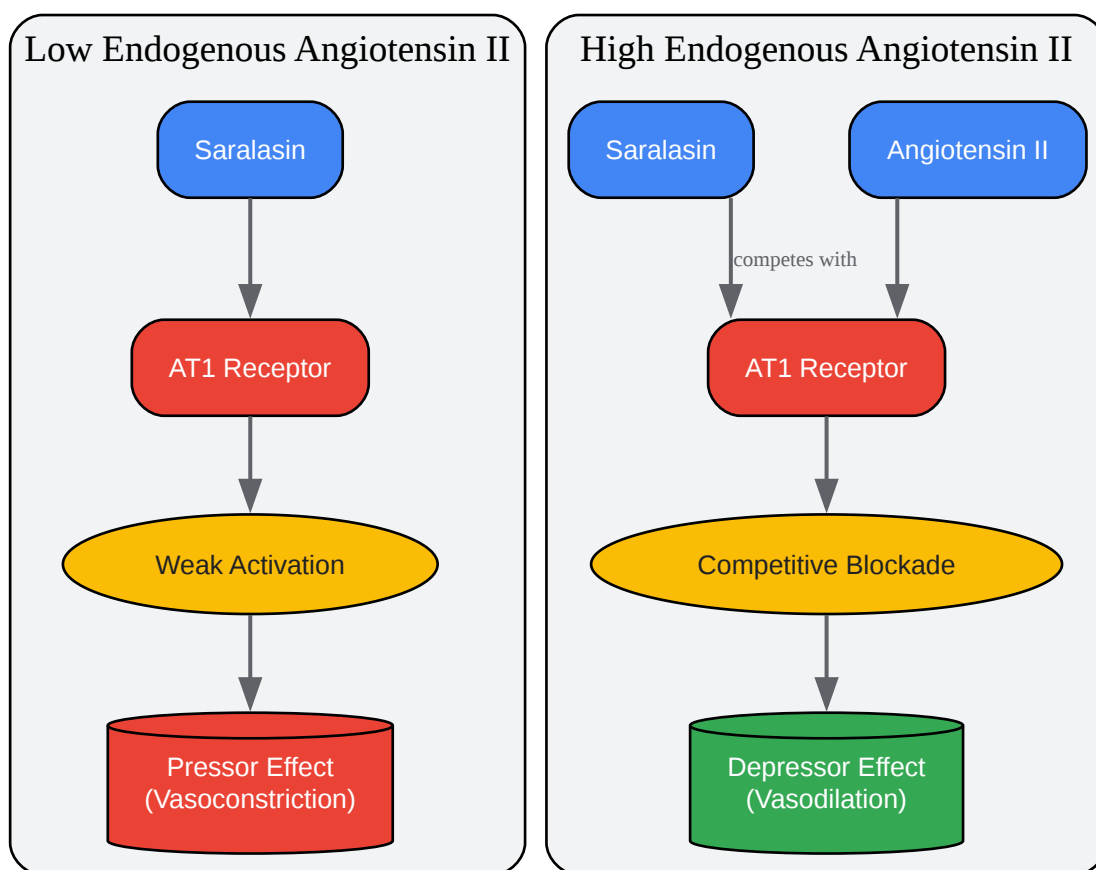 Low Endogenous Angiotensin II
Saralasin
AT1 Receptor
Weak Activation
Pressor Effect
(Vasoconstriction)
High Endogenous Angiotensin II
Saralasin
Angiotensin II
competes with
AT1 Receptor
Competitive Blockade
Depressor Effect
(Vasodilation)